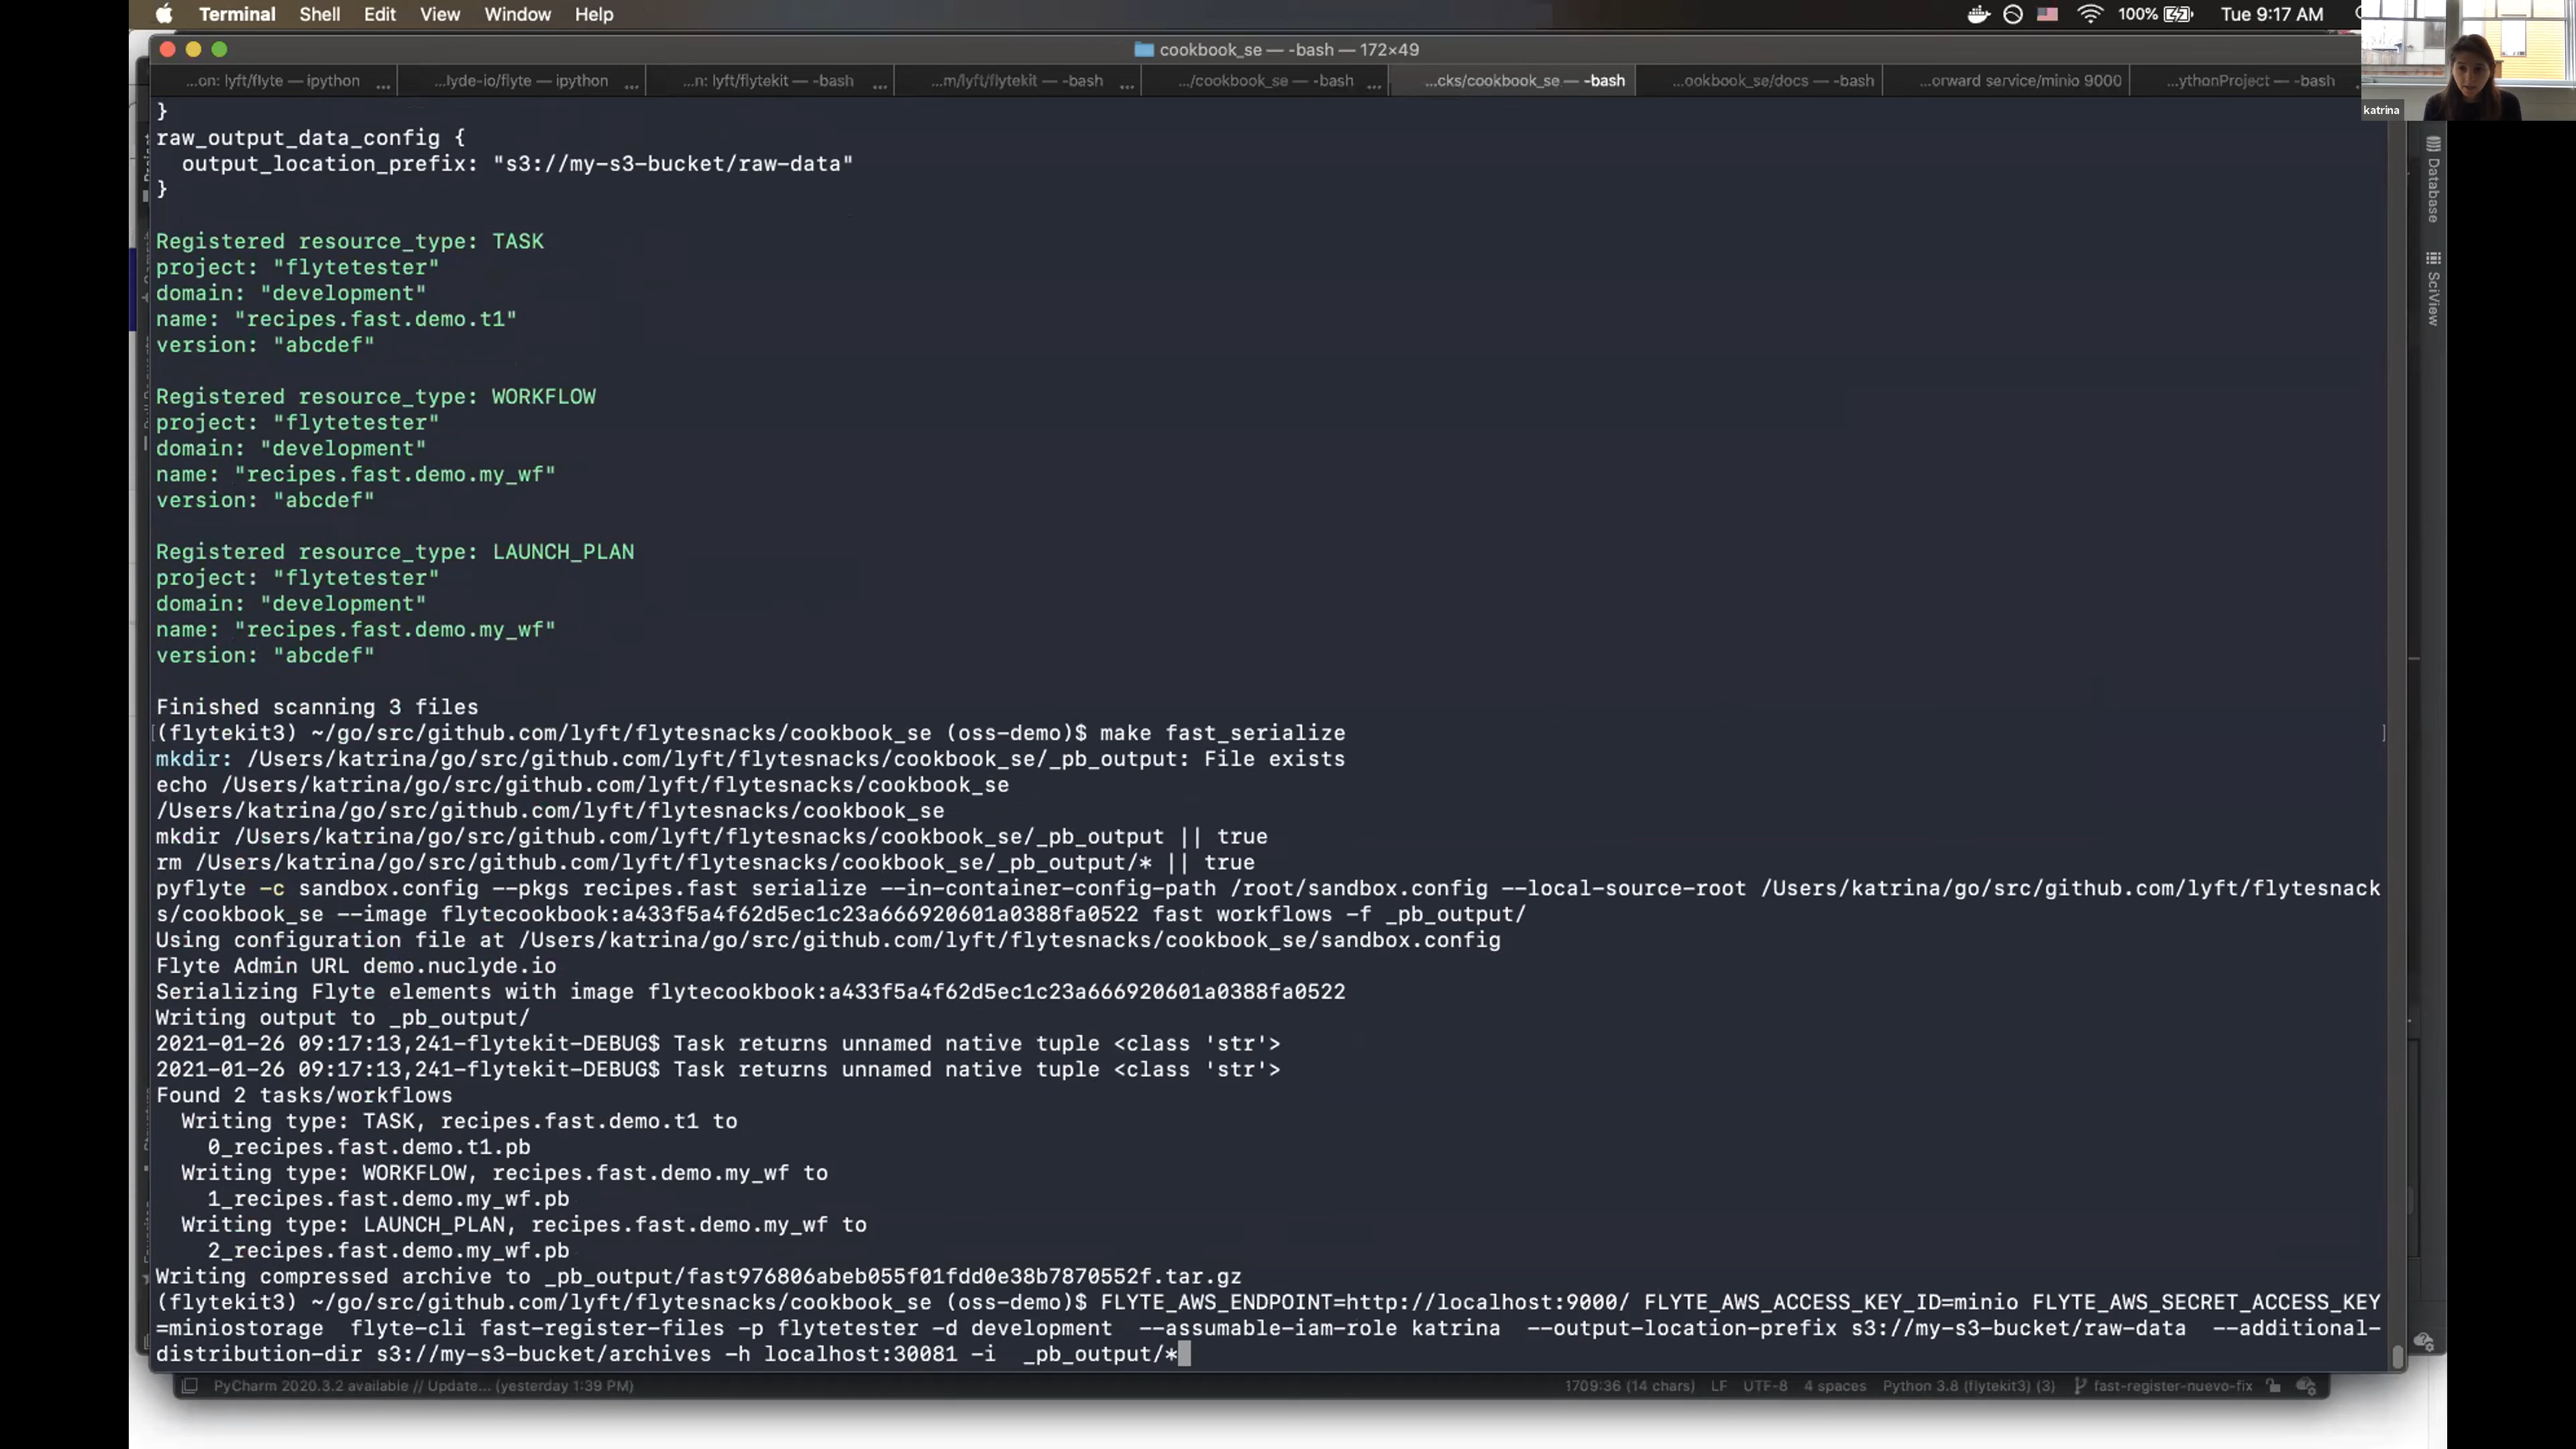 Terminal Shell Edit View Window Help 100% Tue 9:17 AM
cookbook_se — -bash — 172×49
...on: lyft/flyte — ipython ... ...lyde-io/flyte — ipython ... ...n: lyft/flytekit — -bash ... ...m/lyft/flytekit — -bash ... .../cookbook_se — -bash ... ...cks/cookbook_se — -bash ...ookbook_se/docs — -bash ...orward service/minio 9000 ...ythonProject — -bash
katrina
}
raw_output_data_config {
  output_location_prefix: "s3://my-s3-bucket/raw-data"
}
Registered resource_type: TASK
project: "flytetester"
domain: "development"
name: "recipes.fast.demo.t1"
version: "abcdef"
Registered resource_type: WORKFLOW
project: "flytetester"
domain: "development"
name: "recipes.fast.demo.my_wf"
version: "abcdef"
Registered resource_type: LAUNCH_PLAN
project: "flytetester"
domain: "development"
name: "recipes.fast.demo.my_wf"
version: "abcdef"
Finished scanning 3 files
(flytekit3) ~/go/src/github.com/lyft/flytesnacks/cookbook_se (oss-demo)$ make fast_serialize
mkdir: /Users/katrina/go/src/github.com/lyft/flytesnacks/cookbook_se/_pb_output: File exists
echo /Users/katrina/go/src/github.com/lyft/flytesnacks/cookbook_se
/Users/katrina/go/src/github.com/lyft/flytesnacks/cookbook_se
mkdir /Users/katrina/go/src/github.com/lyft/flytesnacks/cookbook_se/_pb_output || true
rm /Users/katrina/go/src/github.com/lyft/flytesnacks/cookbook_se/_pb_output/* || true
pyflyte -c sandbox.config --pkgs recipes.fast serialize --in-container-config-path /root/sandbox.config --local-source-root /Users/katrina/go/src/github.com/lyft/flytesnack
s/cookbook_se --image flytecookbook:a433f5a4f62d5ec1c23a666920601a0388fa0522 fast workflows -f _pb_output/
Using configuration file at /Users/katrina/go/src/github.com/lyft/flytesnacks/cookbook_se/sandbox.config
Flyte Admin URL demo.nuclyde.io
Serializing Flyte elements with image flytecookbook:a433f5a4f62d5ec1c23a666920601a0388fa0522
Writing output to _pb_output/
2021-01-26 09:17:13,241-flytekit-DEBUG$ Task returns unnamed native tuple <class 'str'>
2021-01-26 09:17:13,241-flytekit-DEBUG$ Task returns unnamed native tuple <class 'str'>
Found 2 tasks/workflows
  Writing type: TASK, recipes.fast.demo.t1 to
    0_recipes.fast.demo.t1.pb
  Writing type: WORKFLOW, recipes.fast.demo.my_wf to
    1_recipes.fast.demo.my_wf.pb
  Writing type: LAUNCH_PLAN, recipes.fast.demo.my_wf to
    2_recipes.fast.demo.my_wf.pb
Writing compressed archive to _pb_output/fast976806abeb055f01fdd0e38b7870552f.tar.gz
(flytekit3) ~/go/src/github.com/lyft/flytesnacks/cookbook_se (oss-demo)$ FLYTE_AWS_ENDPOINT=http://localhost:9000/ FLYTE_AWS_ACCESS_KEY_ID=minio FLYTE_AWS_SECRET_ACCESS_KEY
=miniostorage  flyte-cli fast-register-files -p flytetester -d development  --assumable-iam-role katrina  --output-location-prefix s3://my-s3-bucket/raw-data  --additional-
distribution-dir s3://my-s3-bucket/archives -h localhost:30081 -i  _pb_output/*
Database
SciView
PyCharm 2020.3.2 available // Update... (yesterday 1:39 PM) 1709:36 (14 chars) LF UTF-8 4 spaces Python 3.8 (flytekit3) (3) fast-register-nuevo-fix